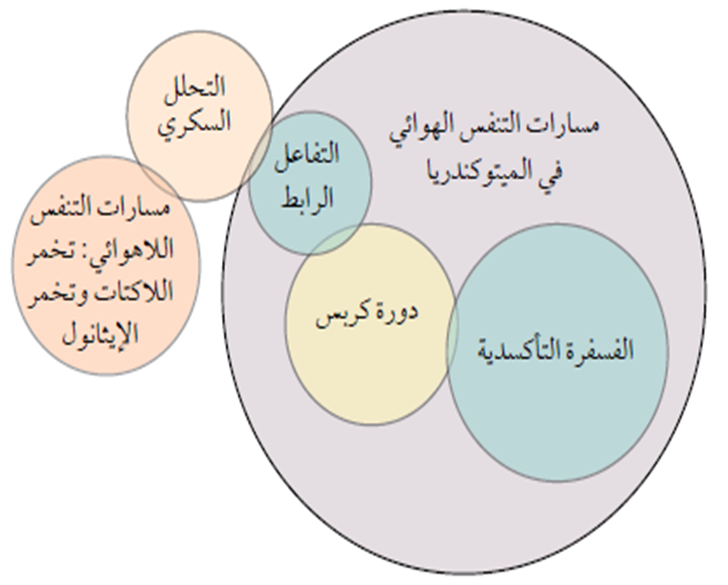 التحلل
السكري
مسارات التنفس الهوائي
في الميتوكندريا
التفاعل
الرابط
مسارات التنفس
اللاهوائي: تخمر
اللاكتات وتخمر
الإيثانول
دورة كربس
الفسفرة التأكسدية